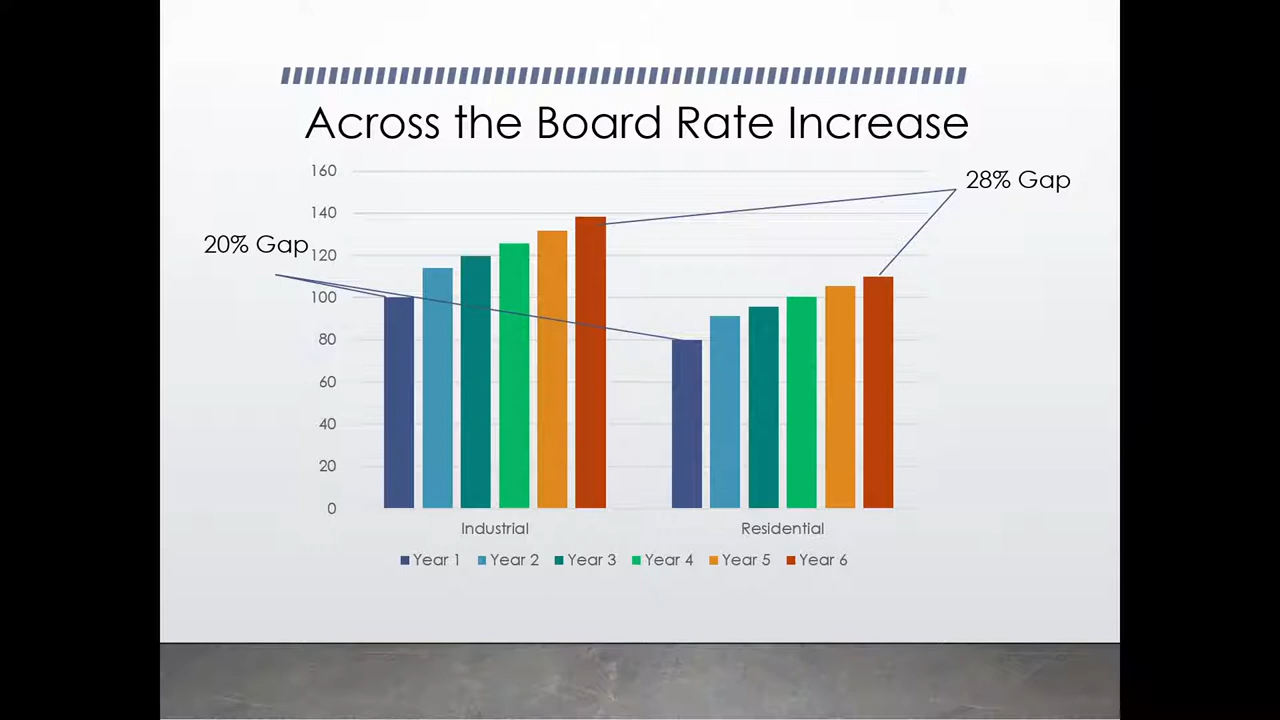 Across the Board Rate Increase
28% Gap
20% Gap
160
140
120
100
80
60
40
20
0
Industrial Residential
Year 1 Year 2 Year 3 Year 4 Year 5 Year 6